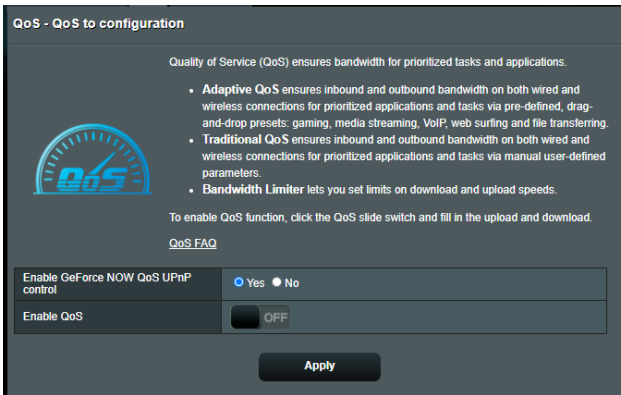 QoS - QoS to configuration
Quality of Service (QoS) ensures bandwidth for prioritized tasks and applications.
• Adaptive QoS ensures inbound and outbound bandwidth on both wired and
wireless connections for prioritized applications and tasks via pre-defined, drag-
and-drop presets: gaming, media streaming, VoIP, web surfing and file transferring.
• Traditional QoS ensures inbound and outbound bandwidth on both wired and
wireless connections for prioritized applications and tasks via manual user-defined
parameters.
• Bandwidth Limiter lets you set limits on download and upload speeds.
QoS
To enable QoS function, click the QoS slide switch and fill in the upload and download.
QoS FAQ
Enable GeForce NOW QoS UPnP
control
Yes No
Enable QoS
OFF
Apply